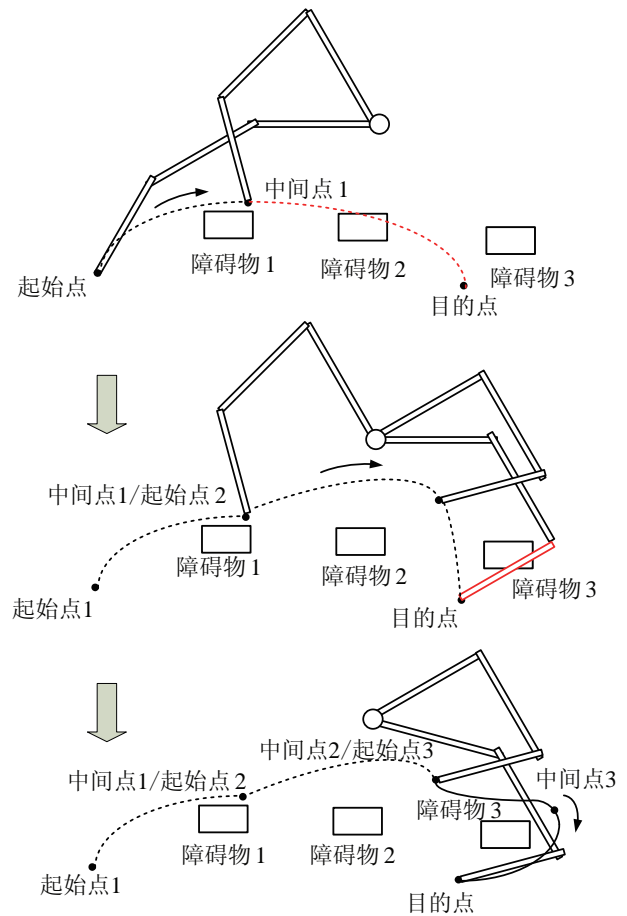 中间点1
障碍物1
障碍物2
障碍物3
起始点
目的点
中间点1/起始点2
障碍物1
障碍物2
障碍物3
起始点1
目的点
中间点2/起始点3
中间点1/起始点2
中间点3
障碍物3
障碍物1
障碍物2
起始点1
目的点